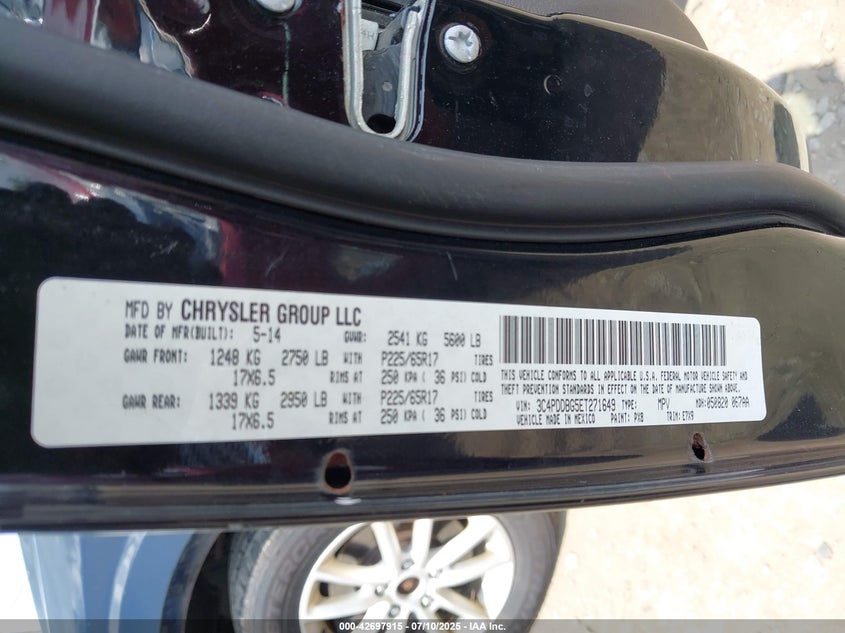 MFD BY CHRYSLER GROUP LLC
DATE OF MFR(BUILT): 5-14 GVWR: 2541 KG 5600 LB
GAWR FRONT: 1248 KG 2750 LB WITH P225/65R17 TIRES
17X6.5 RIMS AT 250 KPA ( 36 PSI) COLD
GAWR REAR: 1339 KG 2950 LB WITH P225/65R17 TIRES
17X6.5 RIMS AT 250 KPA ( 36 PSI) COLD
THIS VEHICLE CONFORMS TO ALL APPLICABLE U.S.A. FEDERAL MOTOR VEHICLE SAFETY AND
THEFT PREVENTION STANDARDS IN EFFECT ON THE DATE OF MANUFACTURE SHOWN ABOVE.
VIN: 3C4PDDBG5ET271649 TYPE: MPV MDH: 050820 067AA
VEHICLE MADE IN MEXICO PAINT: PX8 TRIM: E7X9
000-42697915 07/10/2025 IAA Inc.